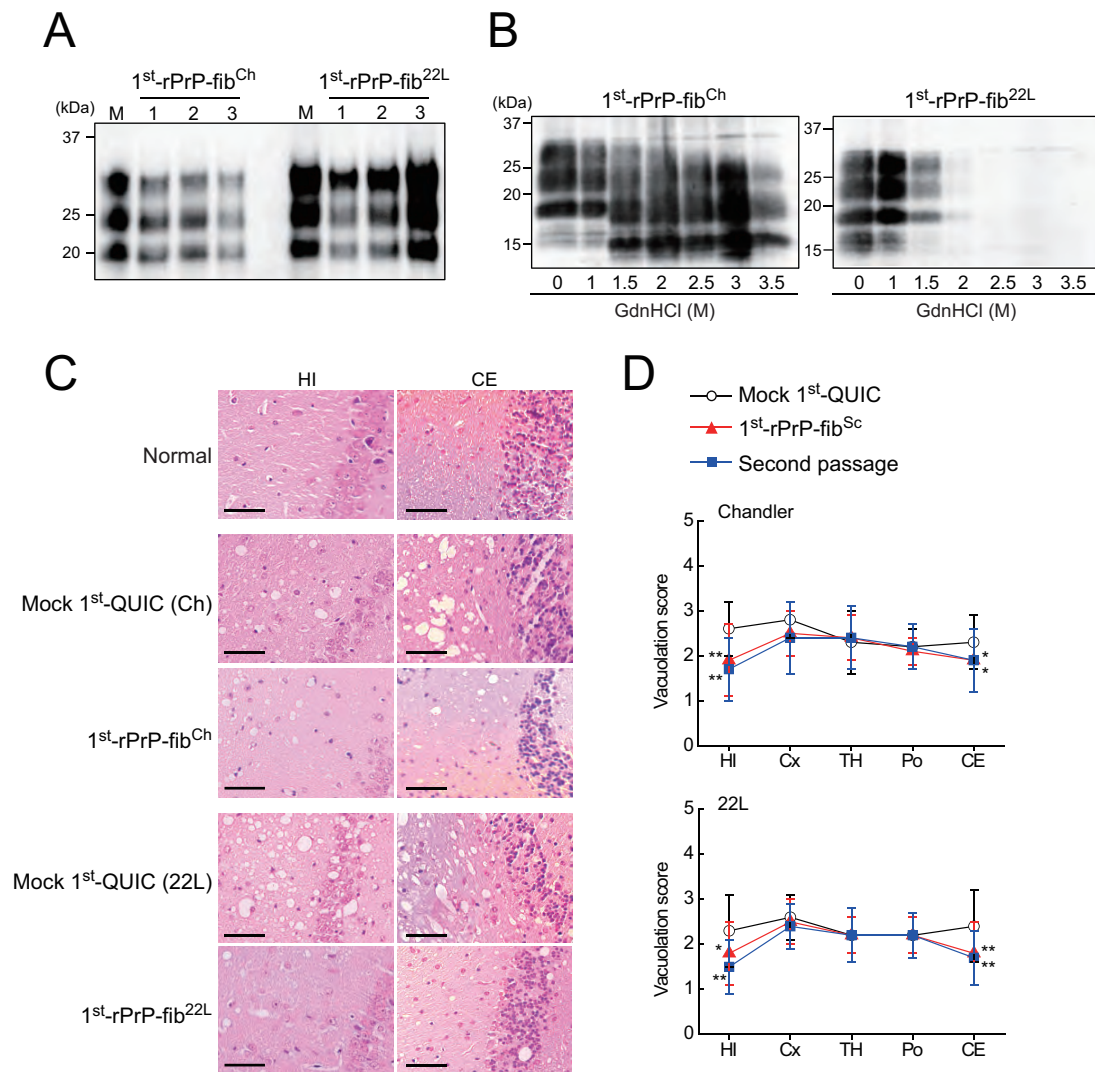 A
1st-rPrP-fibCh 1st-rPrP-fib22L
(kDa) M 1 2 3 M 1 2 3
37
25
20
B
(kDa) 1st-rPrP-fibCh (kDa) 1st-rPrP-fib22L
37 37
25 25
20 20
15 15
0 1 1.5 2 2.5 3 3.5 0 1 1.5 2 2.5 3 3.5
GdnHCl (M) GdnHCl (M)
C
HI CE
Normal
Mock 1st-QUIC (Ch)
1st-rPrP-fibCh
Mock 1st-QUIC (22L)
1st-rPrP-fib22L
D
Mock 1st-QUIC
1st-rPrP-fibSc
Second passage
Chandler
Vacuolation score
5
4
3
2
1
0
** *
** *
HI Cx TH Po CE
22L
Vacuolation score
5
4
3
2
1
0
* **
** **
HI Cx TH Po CE